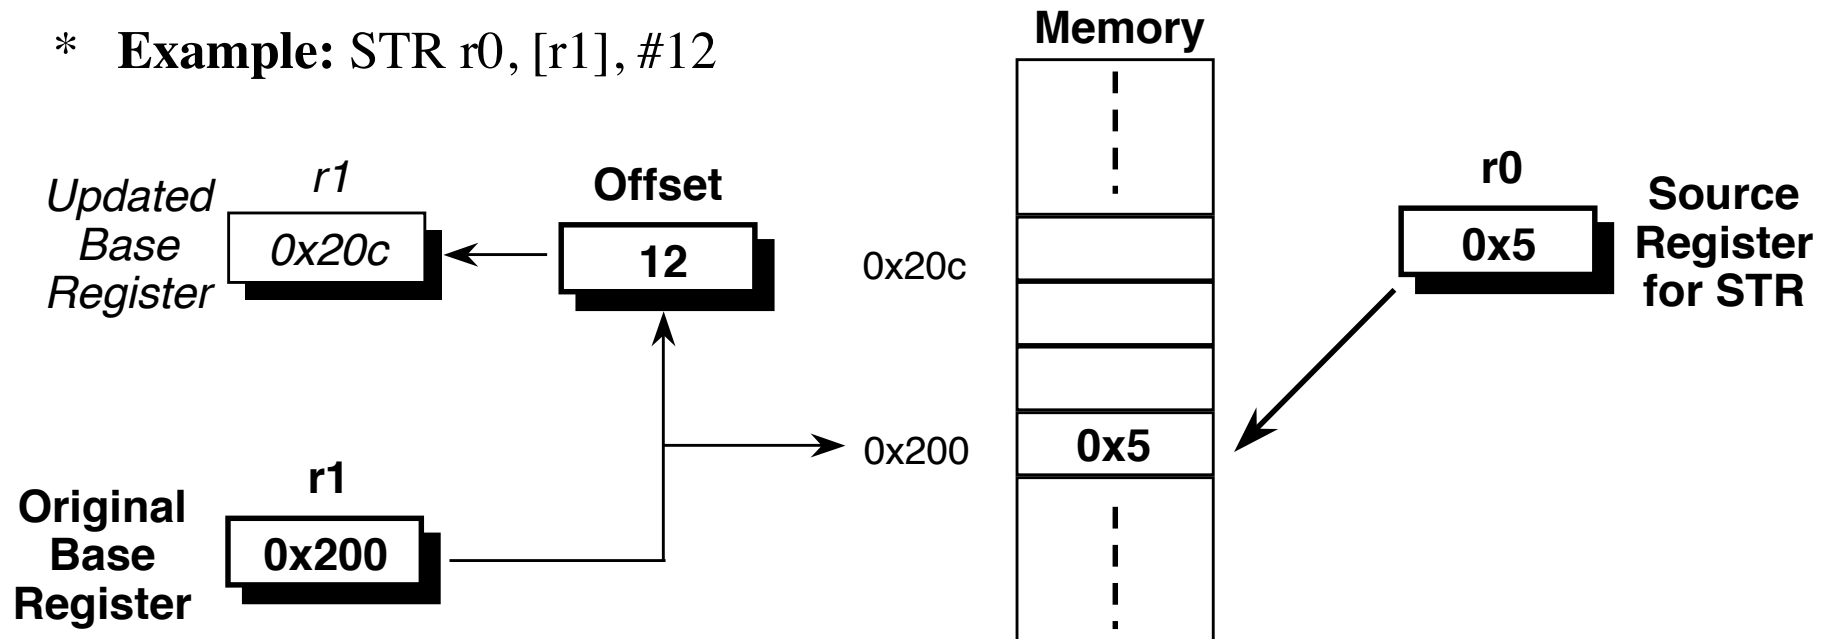 * Example: STR r0, [r1], #12
Memory
r1
Updated
Base
Register
0x20c
Offset
12
0x20c
r0
0x5
Source
Register
for STR
0x200
0x5
r1
Original
Base
Register
0x200